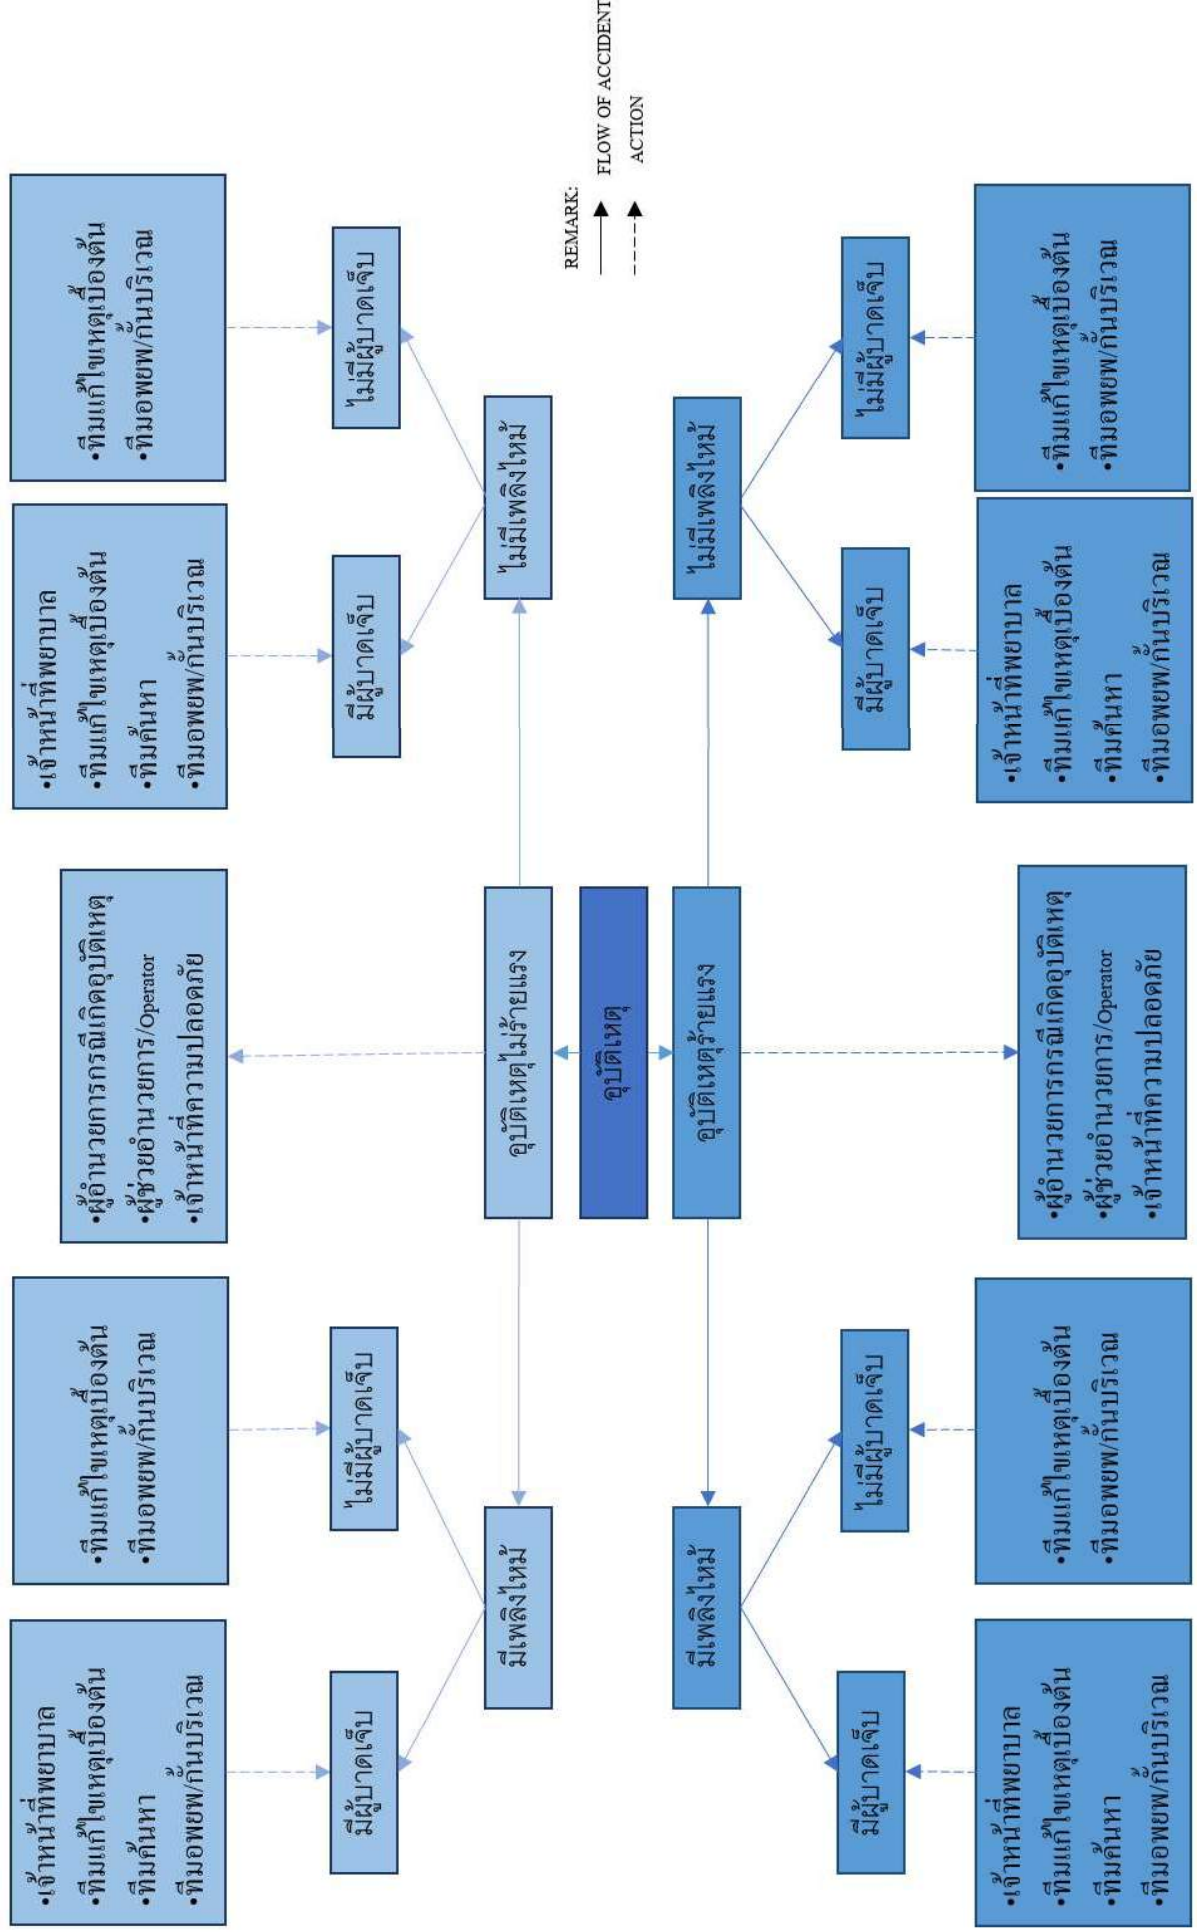 •เจ้าหน้าที่พยาบาล
•ทีมแก้ไขเหตุเบื้องต้น
•ทีมค้นหา
•ทีมอพยพ/กั้นบริเวณ
•ทีมแก้ไขเหตุเบื้องต้น
•ทีมอพยพ/กั้นบริเวณ
•ผู้อำนวยการกรณีเกิดอุบัติเหตุ
•ผู้ช่วยอำนวยการ/Operator
•เจ้าหน้าที่ความปลอดภัย
•เจ้าหน้าที่พยาบาล
•ทีมแก้ไขเหตุเบื้องต้น
•ทีมค้นหา
•ทีมอพยพ/กั้นบริเวณ
•ทีมแก้ไขเหตุเบื้องต้น
•ทีมอพยพ/กั้นบริเวณ
มีผู้บาดเจ็บ
ไม่มีผู้บาดเจ็บ
มีผู้บาดเจ็บ
ไม่มีผู้บาดเจ็บ
มีเพลิงไหม้
อุบัติเหตุไม่ร้ายแรง
ไม่มีเพลิงไหม้
อุบัติเหตุ
REMARK:
FLOW OF ACCIDENT
ACTION
มีเพลิงไหม้
อุบัติเหตุร้ายแรง
ไม่มีเพลิงไหม้
มีผู้บาดเจ็บ
ไม่มีผู้บาดเจ็บ
มีผู้บาดเจ็บ
ไม่มีผู้บาดเจ็บ
•เจ้าหน้าที่พยาบาล
•ทีมแก้ไขเหตุเบื้องต้น
•ทีมค้นหา
•ทีมอพยพ/กั้นบริเวณ
•ทีมแก้ไขเหตุเบื้องต้น
•ทีมอพยพ/กั้นบริเวณ
•ผู้อำนวยการกรณีเกิดอุบัติเหตุ
•ผู้ช่วยอำนวยการ/Operator
•เจ้าหน้าที่ความปลอดภัย
•เจ้าหน้าที่พยาบาล
•ทีมแก้ไขเหตุเบื้องต้น
•ทีมค้นหา
•ทีมอพยพ/กั้นบริเวณ
•ทีมแก้ไขเหตุเบื้องต้น
•ทีมอพยพ/กั้นบริเวณ